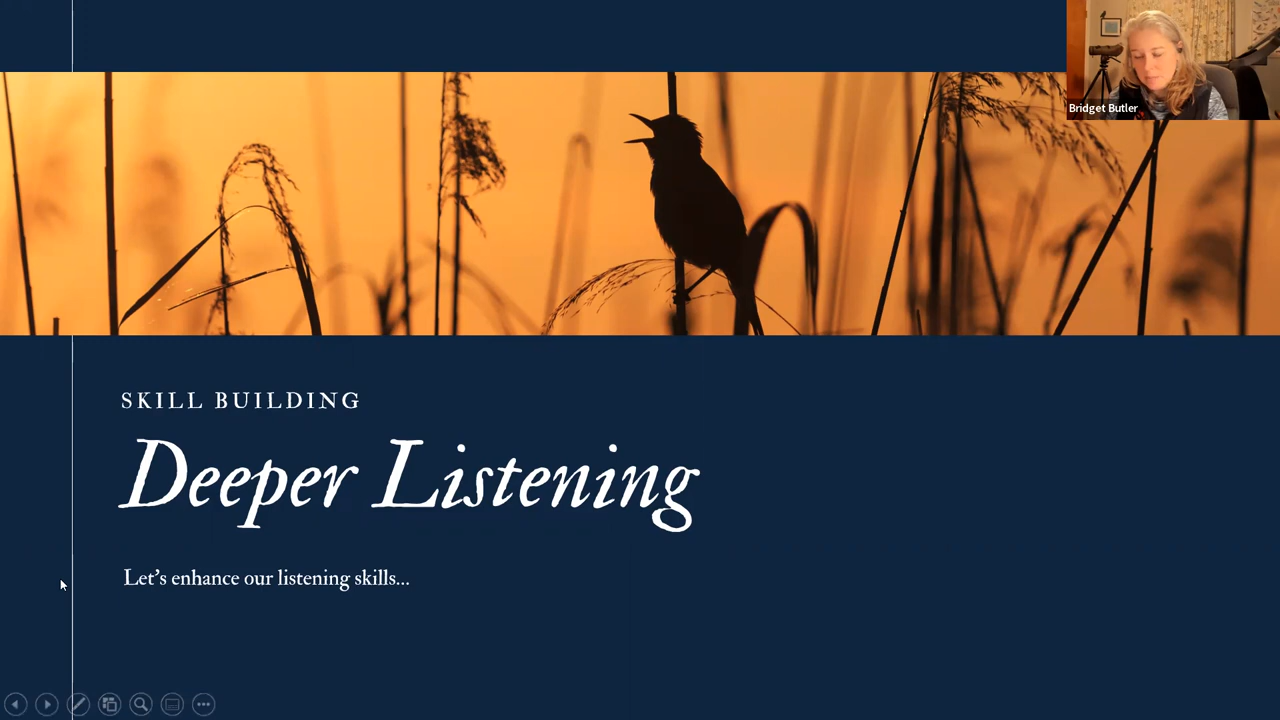 Bridget Butler
SKILL BUILDING
Deeper Listening
Let’s enhance our listening skills...